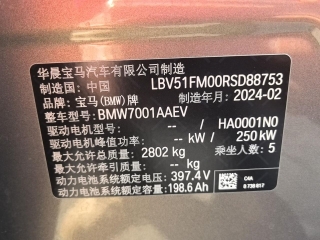 华晨宝马汽车有限公司制造
制造国: 中国 LBV51FM00RSD88753
品牌: 宝马(BMW)牌 制造年月: 2024-02
整车型号: BMW7001AAEV
驱动电机型号: -- / HA0001N0
驱动电机峰值功率: -- kW / 250 kW
最大允许总质量: 2802 kg 乘坐人数: 5
最大允许牵引质量: -- kg
动力电池系统额定电压: 397.4V
动力电池系统额定容量: 198.6Ah